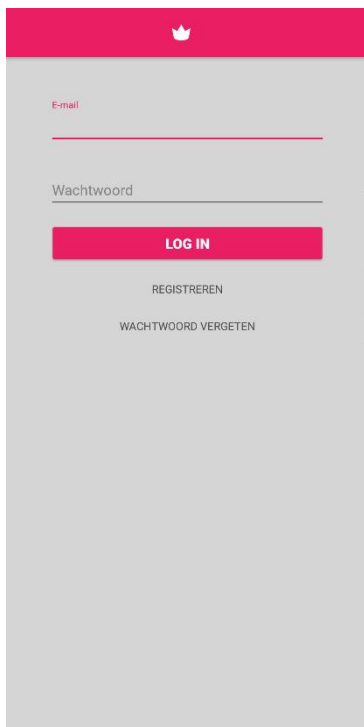 E-mail
Wachtwoord
LOG IN
REGISTREREN
WACHTWOORD VERGETEN